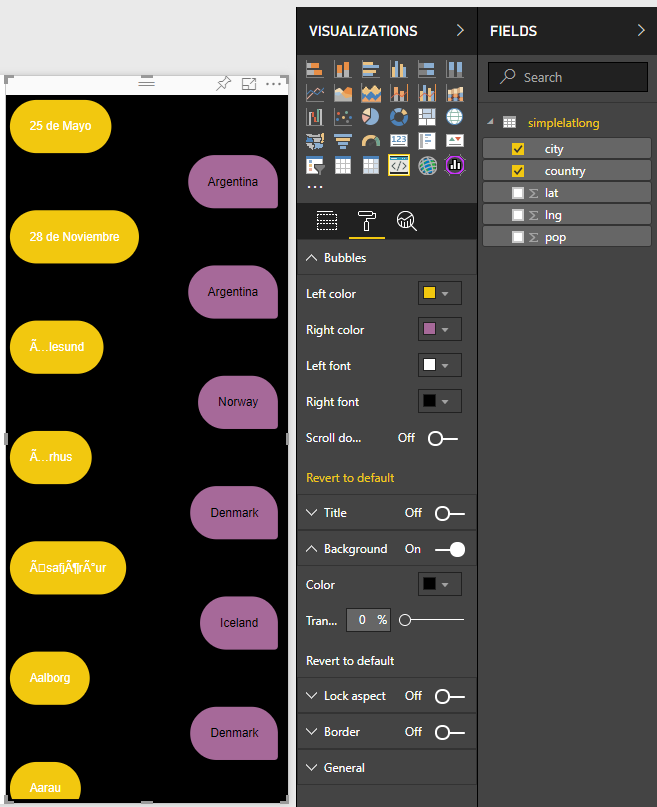 25 de Mayo
Argentina
28 de Noviembre
Argentina
Ã…lesund
Norway
Ã…rhus
Denmark
Ã□safjÃ¶rÃ°ur
Iceland
Aalborg
Denmark
Aarau
VISUALIZATIONS
123
Bubbles
Left color
Right color
Left font
Right font
Scroll do... Off
Revert to default
Title Off
Background On
Color
Tran... 0 %
Revert to default
Lock aspect Off
Border Off
General
FIELDS
Search
simplelatlong
city
country
Σ lat
Σ lng
Σ pop